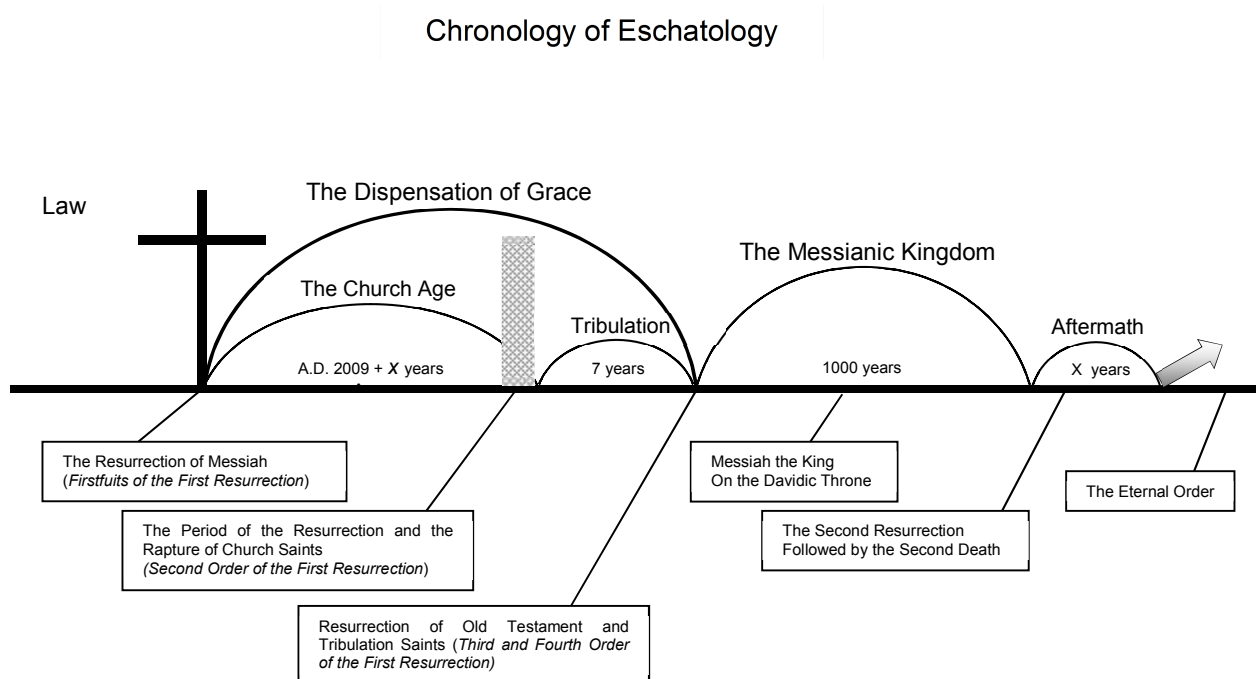 Chronology of Eschatology
Law
The Dispensation of Grace
The Church Age
A.D. 2009 + X years
Tribulation
7 years
The Messianic Kingdom
1000 years
Aftermath
X years
The Resurrection of Messiah
(Firstfuits of the First Resurrection)
The Period of the Resurrection and the
Rapture of Church Saints
(Second Order of the First Resurrection)
Resurrection of Old Testament and
Tribulation Saints (Third and Fourth Order
of the First Resurrection)
Messiah the King
On the Davidic Throne
The Second Resurrection
Followed by the Second Death
The Eternal Order